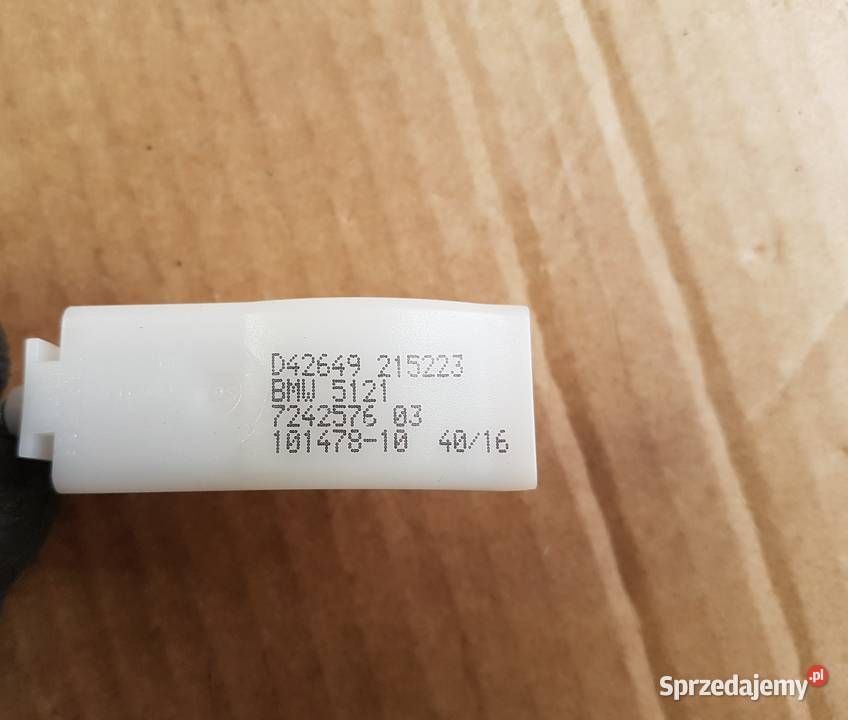 D42649 215223
BMW 5121
7242576 03
101478-10 40/16
Sprzedajemy.pl